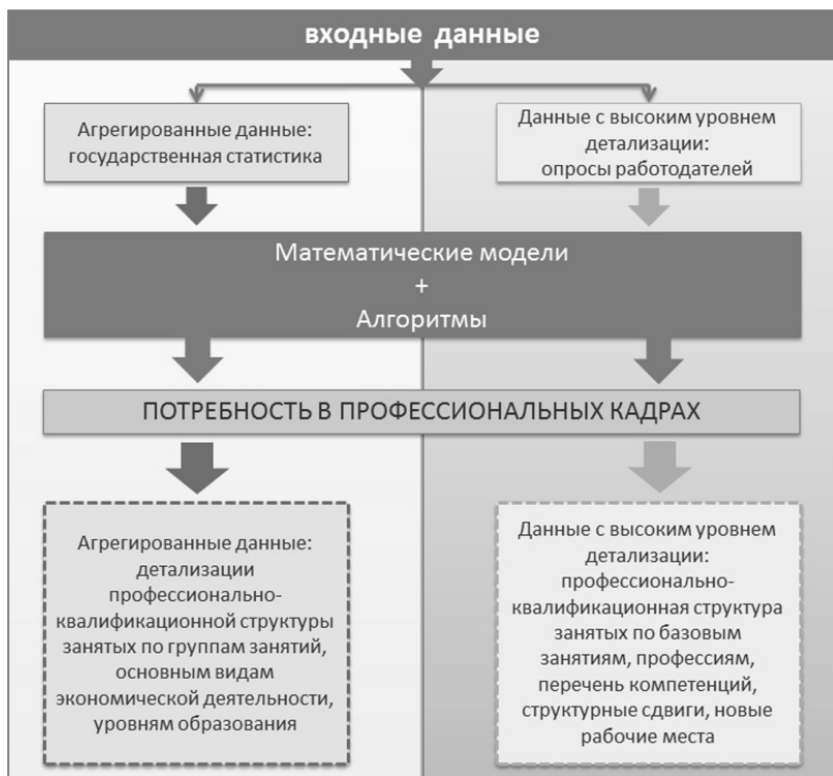 входные данные
Агрегированные данные:
государственная статистика
Данные с высоким уровнем
детализации:
опросы работодателей
Математические модели
+
Алгоритмы
ПОТРЕБНОСТЬ В ПРОФЕССИОНАЛЬНЫХ КАДРАХ
Агрегированные данные:
детализации
профессионально-
квалификационной структуры
занятых по группам занятий,
основным видам
экономической деятельности,
уровням образования
Данные с высоким уровнем
детализации:
профессионально-
квалификационная структура
занятых по базовым
занятиям, профессиям,
перечень компетенций,
структурные сдвиги, новые
рабочие места